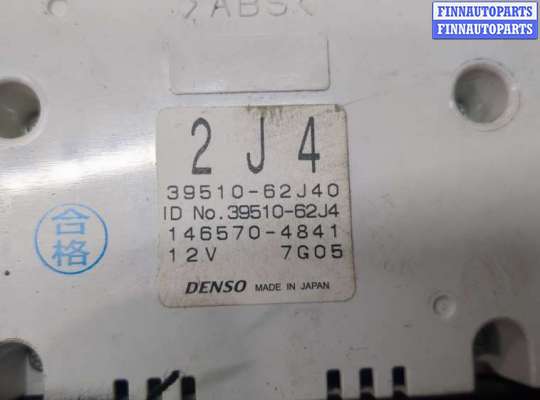 >ABS<
FINNAUTOPARTS
FINNAUTOPARTS
2J4
39510-62J40
ID No.39510-62J4
146570-4841
12V 7G05
DENSO MADE IN JAPAN
合格